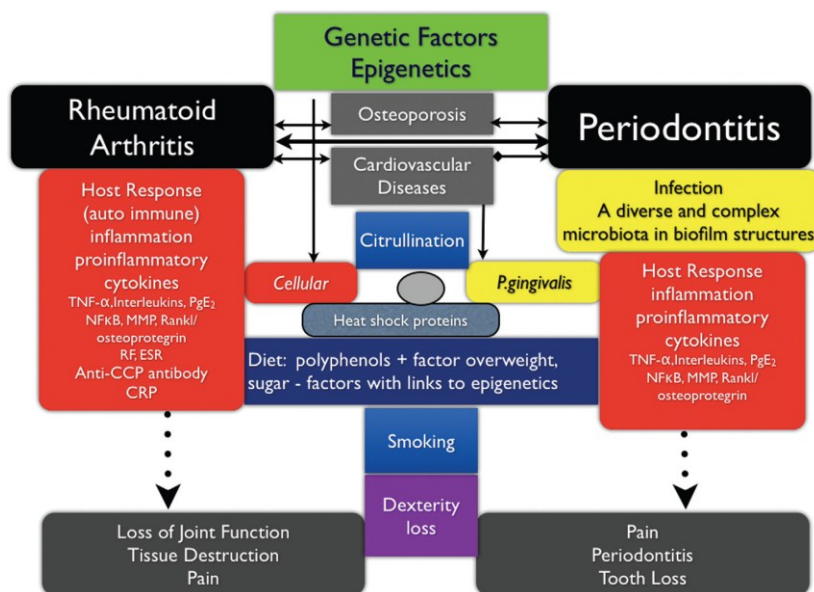 Genetic Factors
Epigenetics
Rheumatoid
Arthritis
Osteoporosis
Periodontitis
Cardiovascular
Diseases
Host Response
(auto immune)
inflammation
proinflammatory
cytokines
TNF-α,Interleukins, PgE₂
NFκB, MMP, Rankl/
osteoprotegrin
RF, ESR
Anti-CCP antibody
CRP
Infection
A diverse and complex
microbiota in biofilm structures
Citrullination
Cellular
P.gingivalis
Heat shock proteins
Host Response
inflammation
proinflammatory
cytokines
TNF-α,Interleukins, PgE₂
NFκB, MMP, Rankl/
osteoprotegrin
Diet: polyphenols + factor overweight,
sugar - factors with links to epigenetics
Smoking
Dexterity
loss
Loss of Joint Function
Tissue Destruction
Pain
Pain
Periodontitis
Tooth Loss